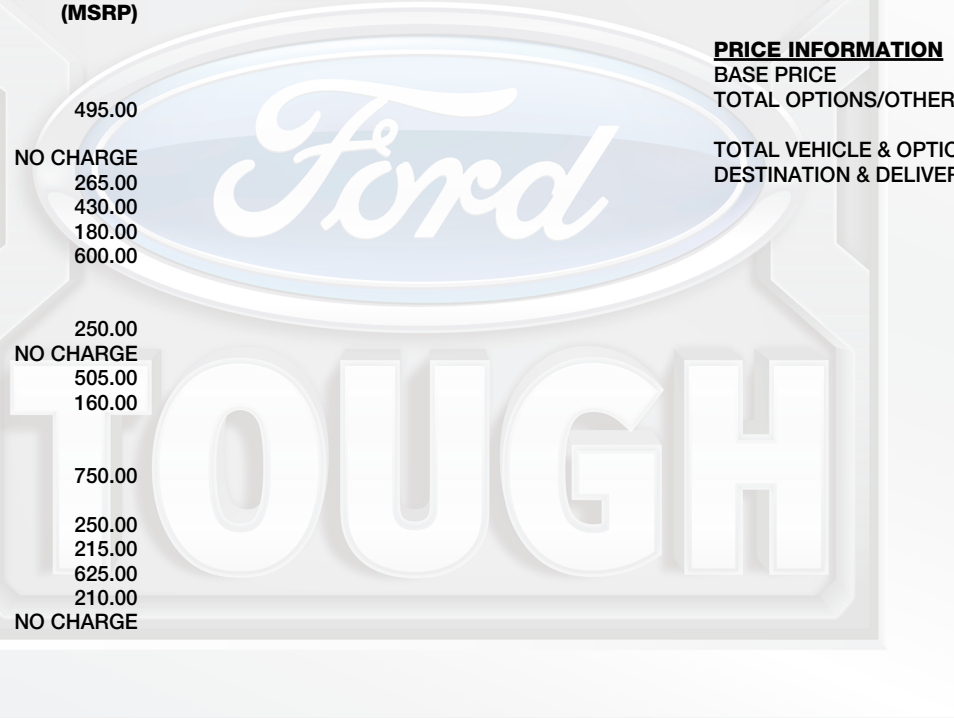 (MSRP)
495.00
NO CHARGE
265.00
430.00
180.00
600.00
250.00
NO CHARGE
505.00
160.00
750.00
250.00
215.00
625.00
210.00
NO CHARGE
PRICE INFORMATION
BASE PRICE
TOTAL OPTIONS/OTHER
TOTAL VEHICLE & OPTIO
DESTINATION & DELIVER
Ford
TOUGH